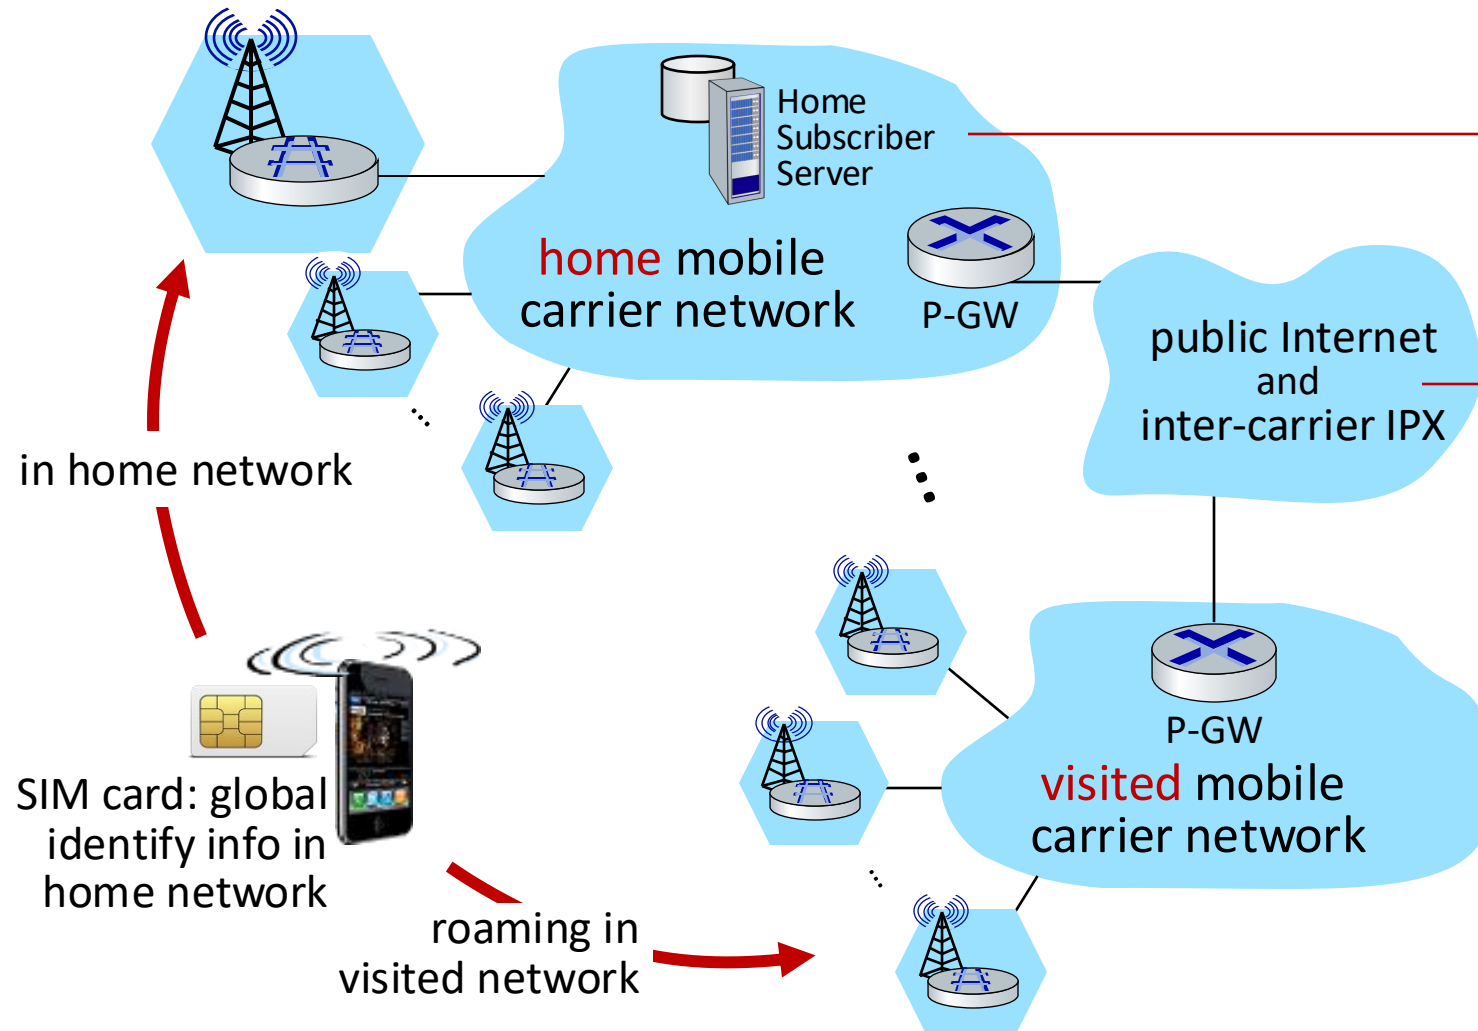 Home
Subscriber
Server
home mobile
carrier network
P-GW
public Internet
and
inter-carrier IPX
in home network
P-GW
visited mobile
carrier network
SIM card: global
identify info in
home network
roaming in
visited network